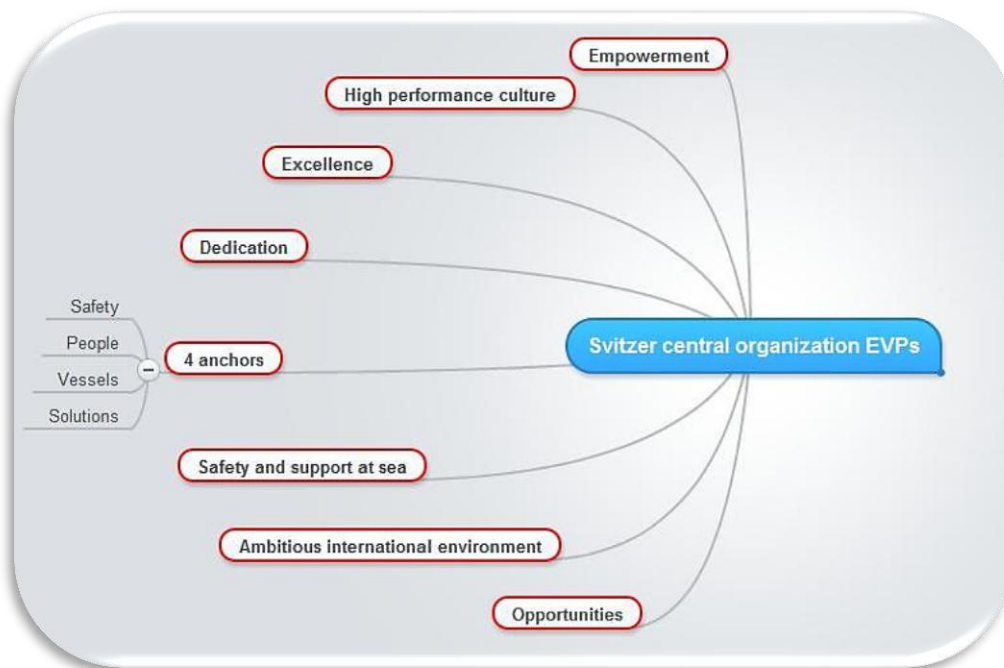 Empowerment
High performance culture
Excellence
Dedication
Safety
People
Vessels
Solutions
4 anchors
Svitzer central organization EVPs
Safety and support at sea
Ambitious international environment
Opportunities